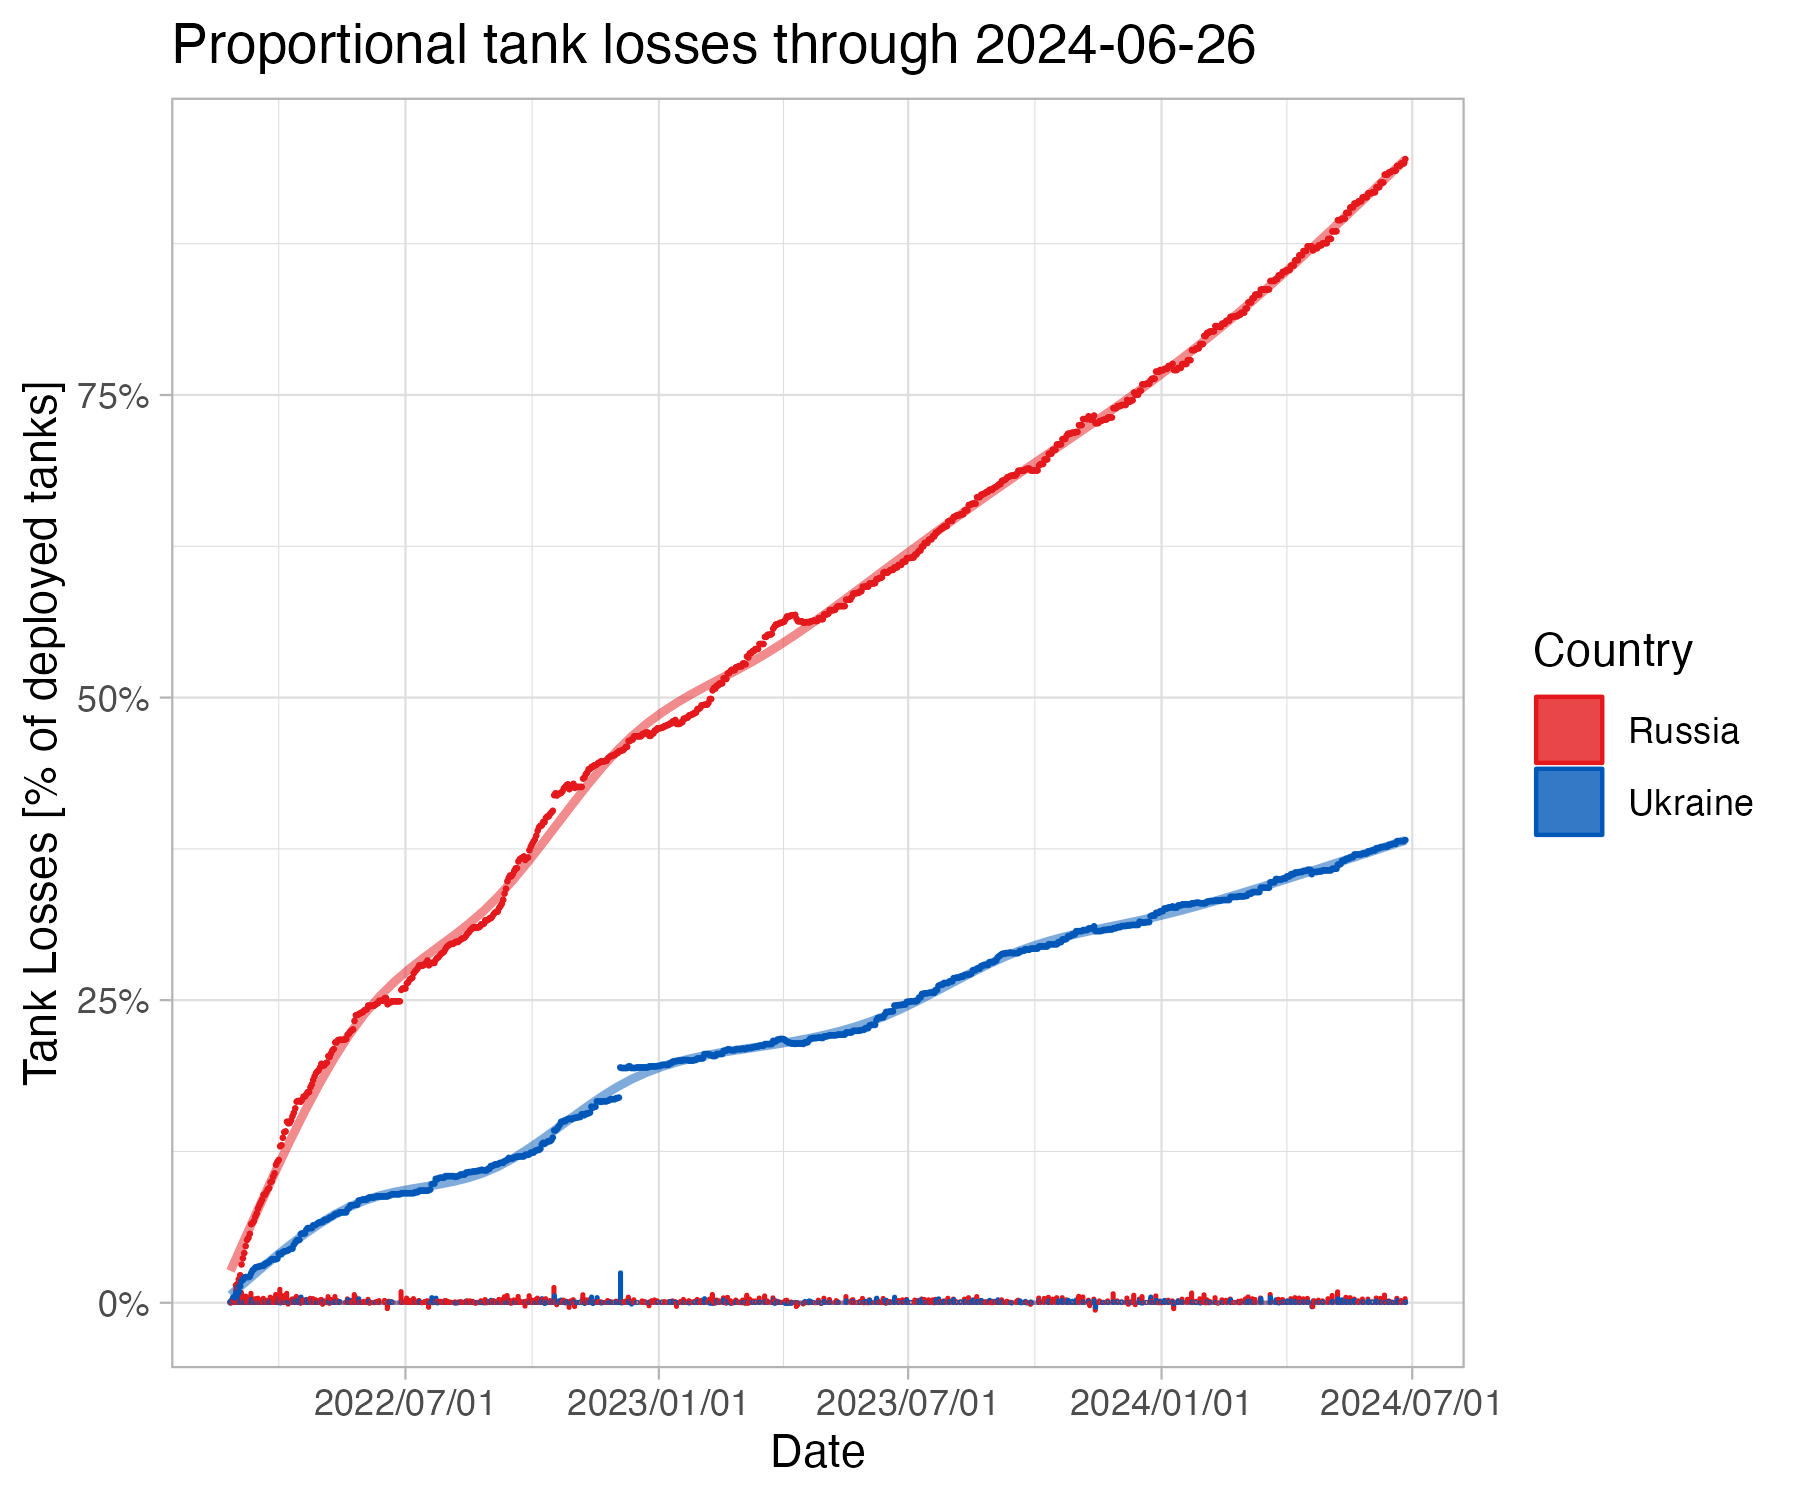 Proportional tank losses through 2024-06-26
Tank Losses [% of deployed tanks]
75%
50%
25%
0%
2022/07/01
2023/01/01
2023/07/01
2024/01/01
2024/07/01
Date
Country
Russia
Ukraine